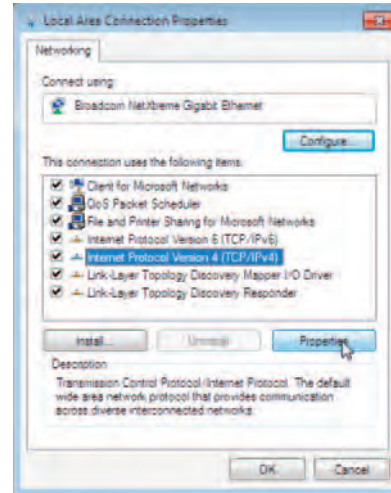 Local Area Connection Properties
Networking
Connect using:
Broadcom NetXtreme Gigabit Ethernet
Configure...
This connection uses the following items:
Client for Microsoft Networks
QoS Packet Scheduler
File and Printer Sharing for Microsoft Networks
Internet Protocol Version 6 (TCP/IPv6)
Internet Protocol Version 4 (TCP/IPv4)
Link-Layer Topology Discovery Mapper I/O Driver
Link-Layer Topology Discovery Responder
Install... Uninstall Properties
Description
Transmission Control Protocol/Internet Protocol. The default
wide area network protocol that provides communication
across diverse interconnected networks.
OK Cancel